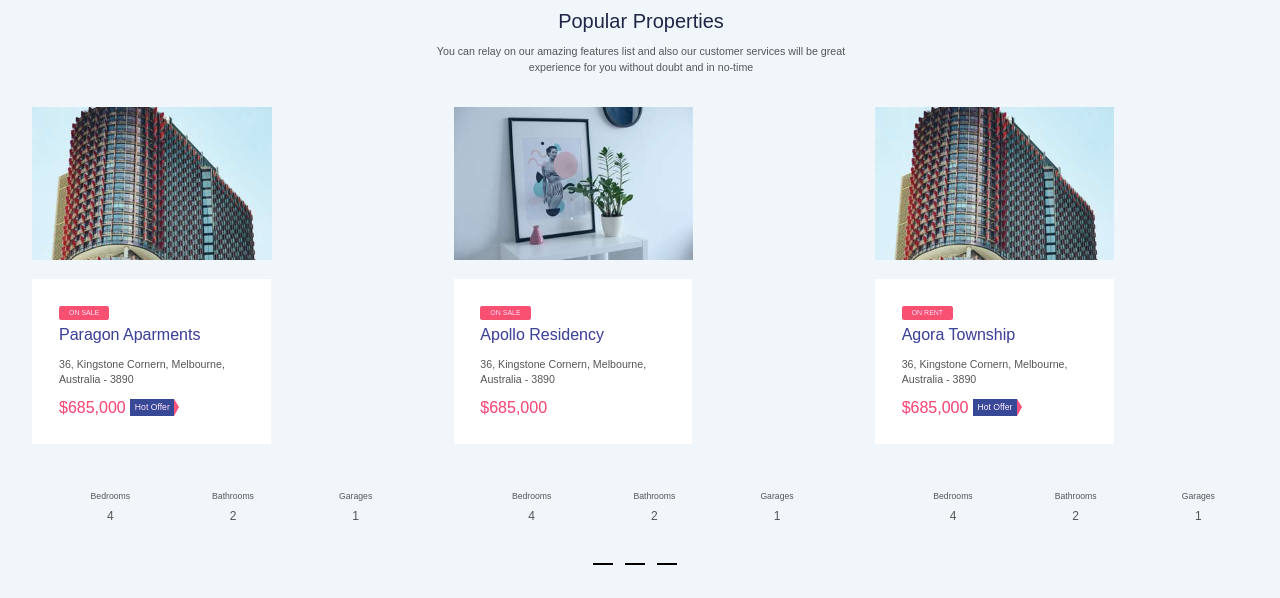 Popular Properties
You can relay on our amazing features list and also our customer services will be great
experience for you without doubt and in no-time
ON SALE
Paragon Aparments
36, Kingstone Cornern, Melbourne,
Australia - 3890
$685,000 Hot Offer
Bedrooms Bathrooms Garages
4 2 1
ON SALE
Apollo Residency
36, Kingstone Cornern, Melbourne,
Australia - 3890
$685,000
Bedrooms Bathrooms Garages
4 2 1
ON RENT
Agora Township
36, Kingstone Cornern, Melbourne,
Australia - 3890
$685,000 Hot Offer
Bedrooms Bathrooms Garages
4 2 1